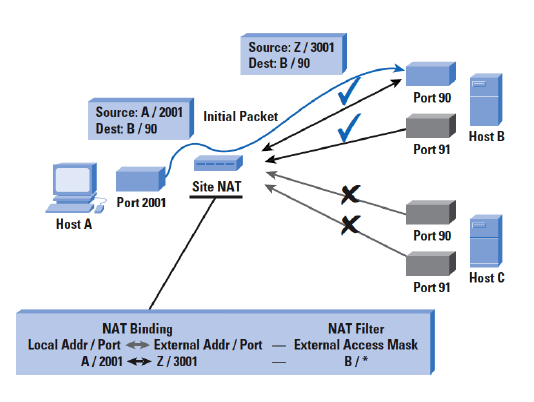 Source: Z / 3001
Dest: B / 90
Source: A / 2001
Dest: B / 90
Initial Packet
Port 90
Port 91
Host B
Site NAT
Port 2001
Host A
Port 90
Port 91
Host C
NAT Binding
NAT Filter
Local Addr / Port External Addr / Port — External Access Mask
A / 2001 Z / 3001 — B / *